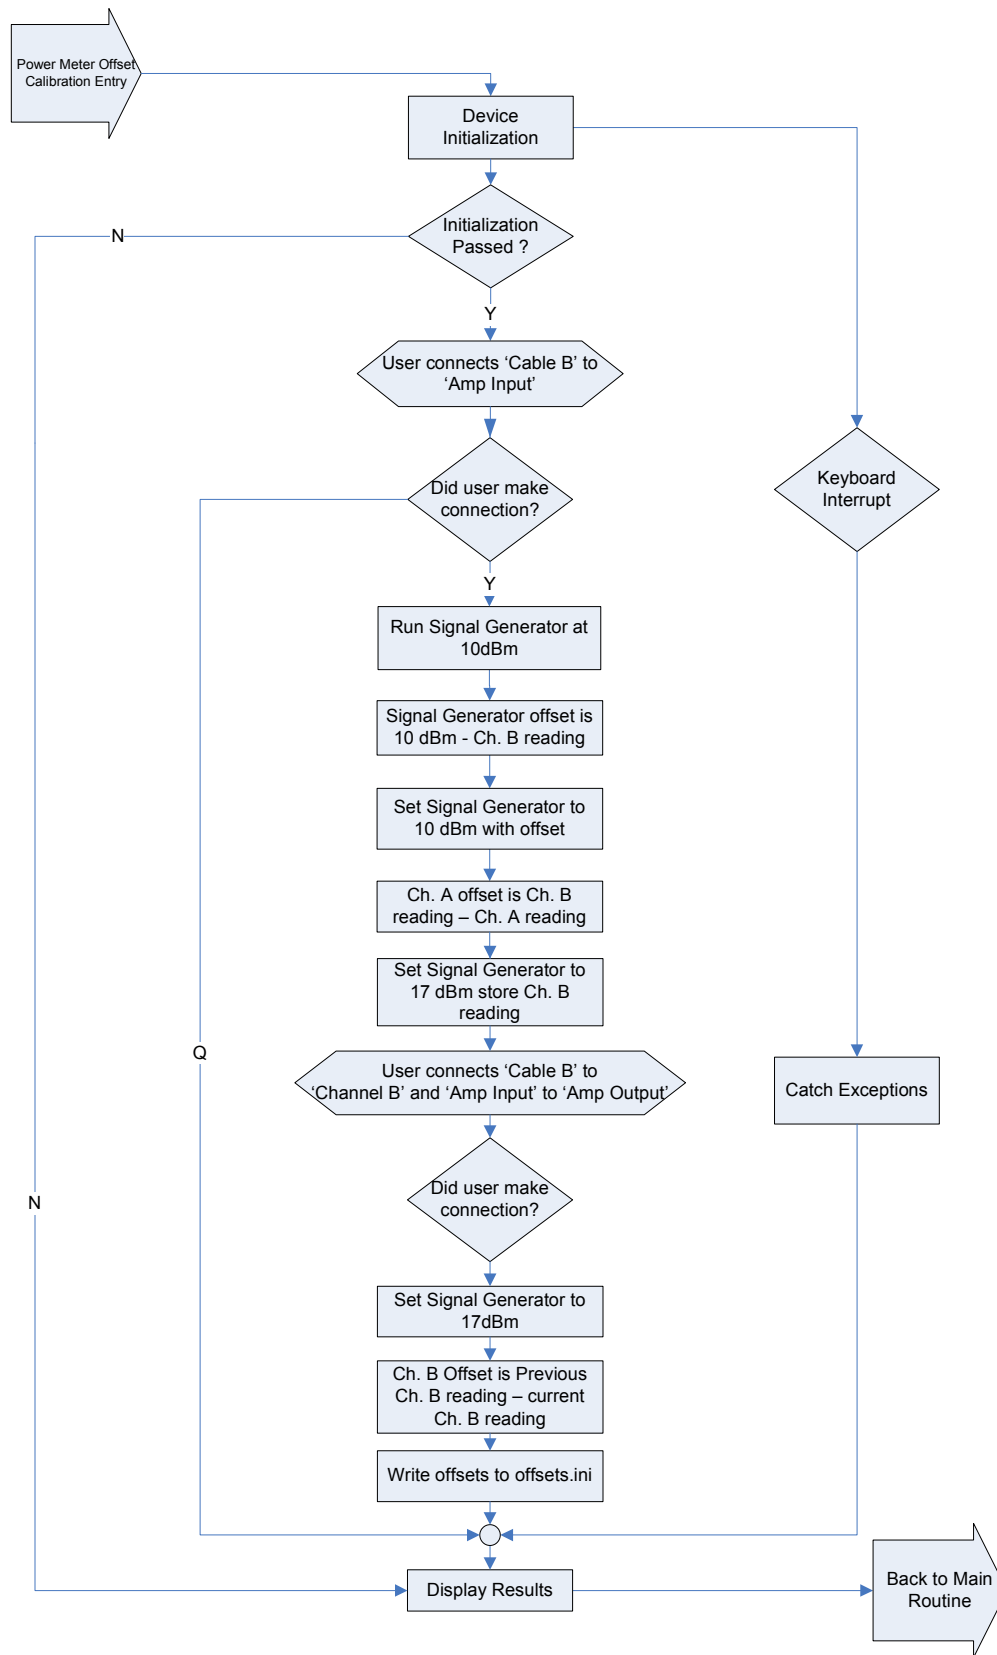 Power Meter Offset
Calibration Entry
Device
Initialization
Initialization
Passed ?
N
Y
User connects ‘Cable B’ to
‘Amp Input’
Did user make
connection?
Keyboard
Interrupt
Y
Run Signal Generator at
10dBm
Signal Generator offset is
10 dBm - Ch. B reading
Set Signal Generator to
10 dBm with offset
Ch. A offset is Ch. B
reading – Ch. A reading
Set Signal Generator to
17 dBm store Ch. B
reading
Q
User connects ‘Cable B’ to
‘Channel B’ and ‘Amp Input’ to ‘Amp Output’
Catch Exceptions
Did user make
connection?
N
Set Signal Generator to
17dBm
Ch. B Offset is Previous
Ch. B reading – current
Ch. B reading
Write offsets to offsets.ini
Display Results
Back to Main
Routine